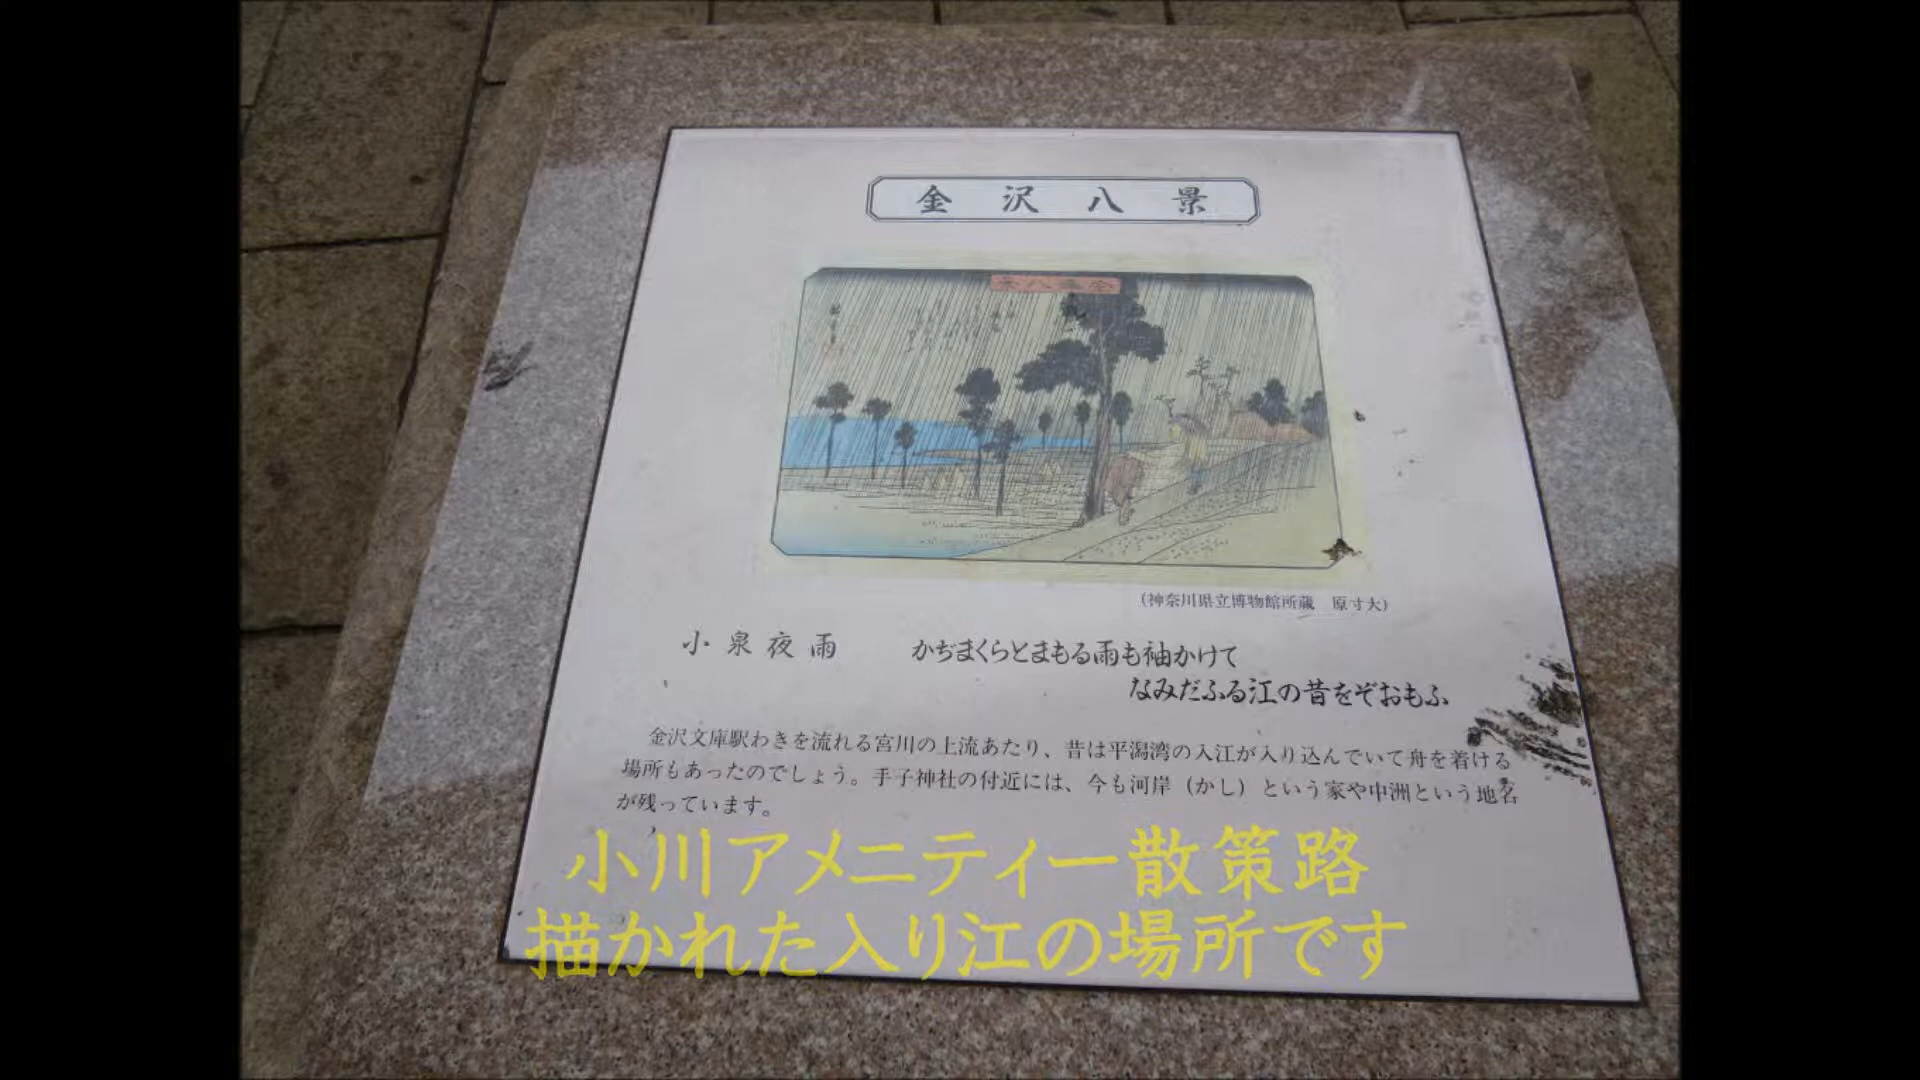 金沢八景
(神奈川県立博物館所蔵　原寸大)
小泉夜雨
かぢまくらとまもる雨も袖かけて
なみだふる江の昔をぞおもふ
金沢文庫駅わきを流れる宮川の上流あたり、昔は平潟湾の入江が入り込んでいて舟を着ける
場所もあったのでしょう。手子神社の付近には、今も河岸（かし）という家や中洲という地名
が残っています。
小川アメニティー散策路
描かれた入り江の場所です